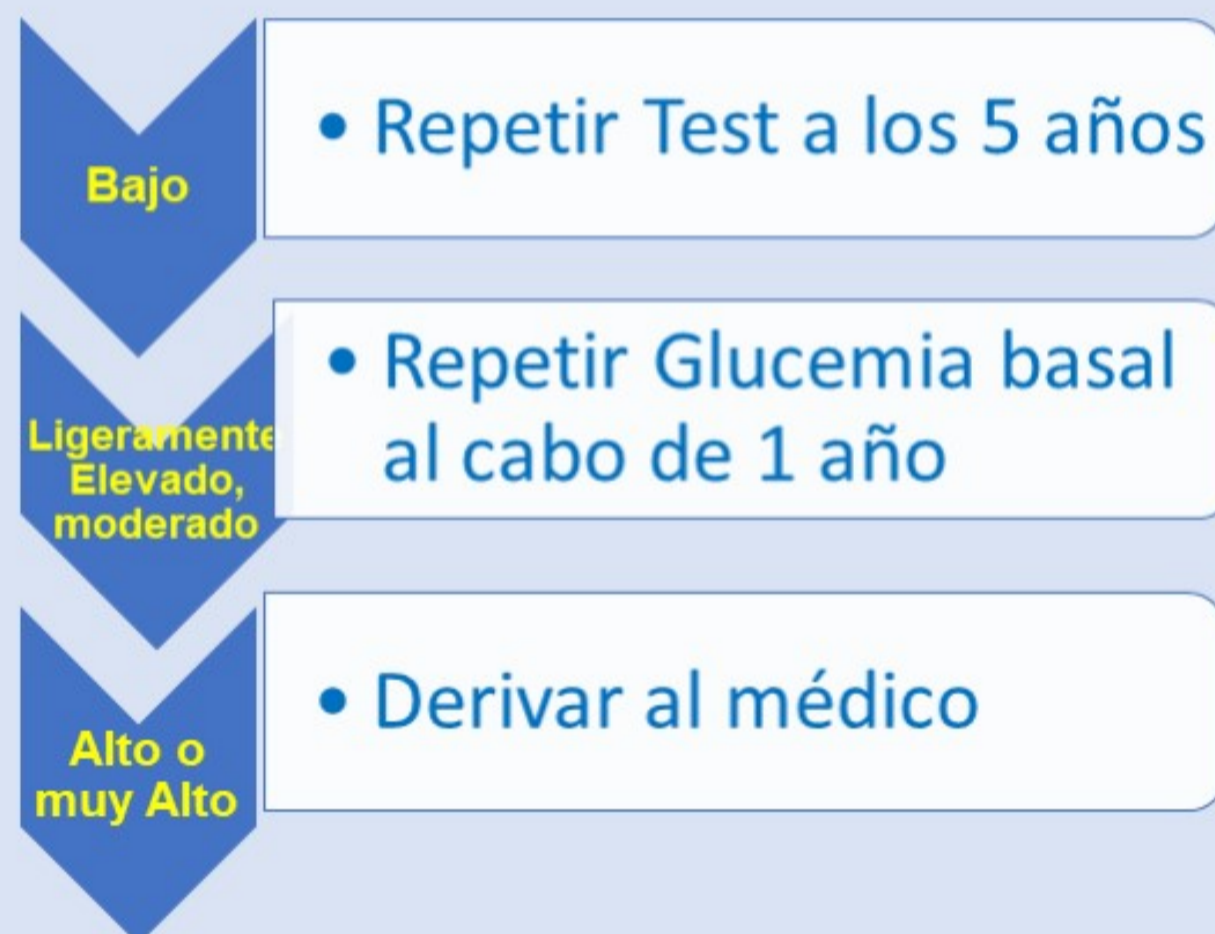 Bajo
• Repetir Test a los 5 años
Ligeramente
Elevado,
moderado
• Repetir Glucemia basal
al cabo de 1 año
Alto o
muy Alto
• Derivar al médico